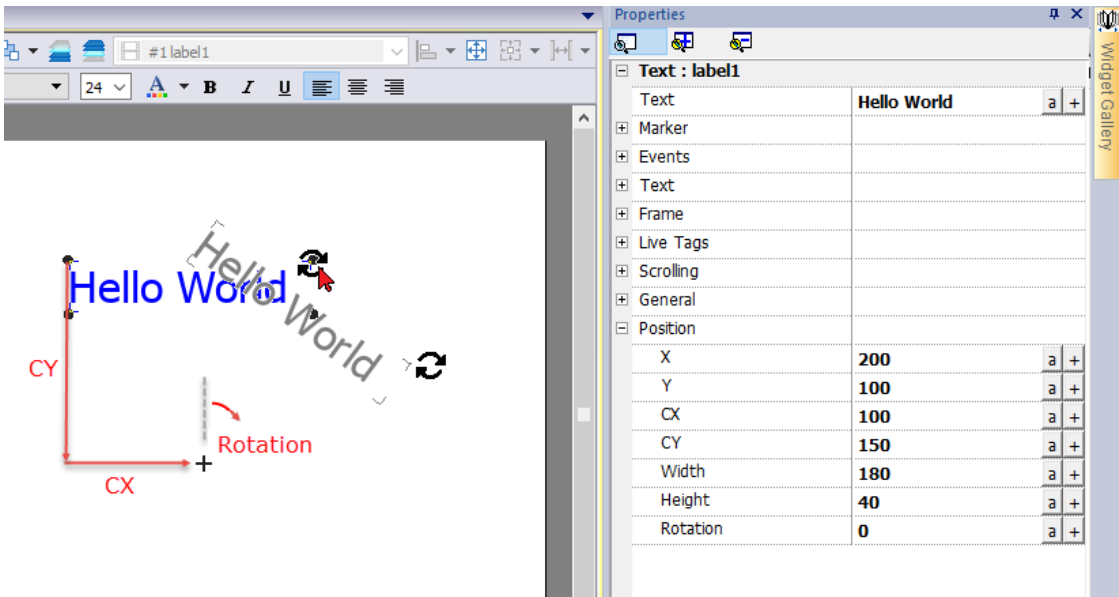 Properties
#1 label1
24
B I U
Text : label1
Text Hello World a +
Marker
Events
Text
Frame
Live Tags
Scrolling
General
Position
X 200 a +
Y 100 a +
CX 100 a +
CY 150 a +
Width 180 a +
Height 40 a +
Rotation 0 a +
Widget Gallery
Hello World
Hello World
CY
Rotation
CX